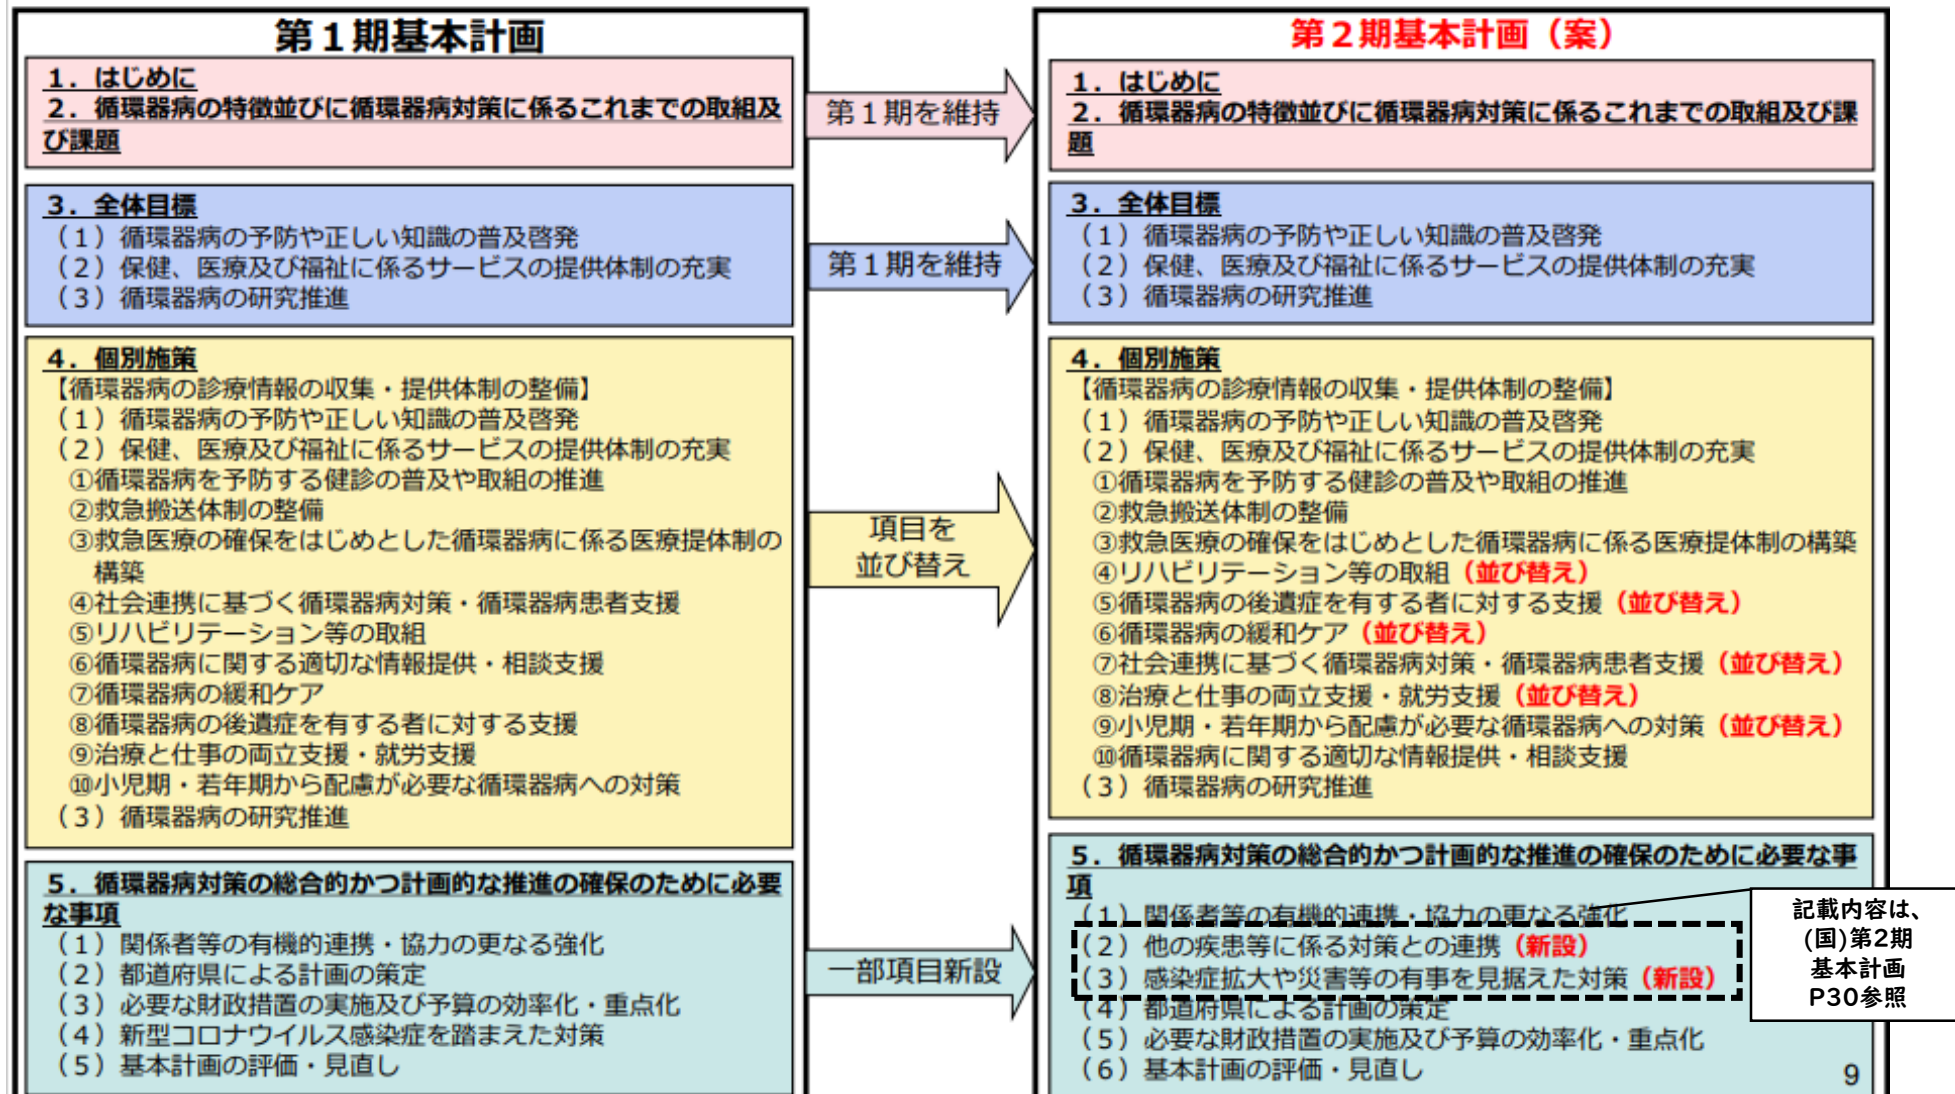 第１期基本計画
１．はじめに
２．循環器病の特徴並びに循環器病対策に係るこれまでの取組及
び課題
３．全体目標
（１）循環器病の予防や正しい知識の普及啓発
（２）保健、医療及び福祉に係るサービスの提供体制の充実
（３）循環器病の研究推進
４．個別施策
【循環器病の診療情報の収集・提供体制の整備】
（１）循環器病の予防や正しい知識の普及啓発
（２）保健、医療及び福祉に係るサービスの提供体制の充実
①循環器病を予防する健診の普及や取組の推進
②救急搬送体制の整備
③救急医療の確保をはじめとした循環器病に係る医療提体制の
構築
④社会連携に基づく循環器病対策・循環器病患者支援
⑤リハビリテーション等の取組
⑥循環器病に関する適切な情報提供・相談支援
⑦循環器病の緩和ケア
⑧循環器病の後遺症を有する者に対する支援
⑨治療と仕事の両立支援・就労支援
⑩小児期・若年期から配慮が必要な循環器病への対策
（３）循環器病の研究推進
５．循環器病対策の総合的かつ計画的な推進の確保のために必要
な事項
（１）関係者等の有機的連携・協力の更なる強化
（２）都道府県による計画の策定
（３）必要な財政措置の実施及び予算の効率化・重点化
（４）新型コロナウイルス感染症を踏まえた対策
（５）基本計画の評価・見直し
第１期を維持
第１期を維持
項目を
並び替え
一部項目新設
第２期基本計画（案）
１．はじめに
２．循環器病の特徴並びに循環器病対策に係るこれまでの取組及び課
題
３．全体目標
（１）循環器病の予防や正しい知識の普及啓発
（２）保健、医療及び福祉に係るサービスの提供体制の充実
（３）循環器病の研究推進
４．個別施策
【循環器病の診療情報の収集・提供体制の整備】
（１）循環器病の予防や正しい知識の普及啓発
（２）保健、医療及び福祉に係るサービスの提供体制の充実
①循環器病を予防する健診の普及や取組の推進
②救急搬送体制の整備
③救急医療の確保をはじめとした循環器病に係る医療提体制の構築
④リハビリテーション等の取組（並び替え）
⑤循環器病の後遺症を有する者に対する支援（並び替え）
⑥循環器病の緩和ケア（並び替え）
⑦社会連携に基づく循環器病対策・循環器病患者支援（並び替え）
⑧治療と仕事の両立支援・就労支援（並び替え）
⑨小児期・若年期から配慮が必要な循環器病への対策（並び替え）
⑩循環器病に関する適切な情報提供・相談支援
（３）循環器病の研究推進
５．循環器病対策の総合的かつ計画的な推進の確保のために必要な事
項
（１）関係者等の有機的連携・協力の更なる強化
（２）他の疾患等に係る対策との連携（新設）
（３）感染症拡大や災害等の有事を見据えた対策（新設）
（４）都道府県による計画の策定
（５）必要な財政措置の実施及び予算の効率化・重点化
（６）基本計画の評価・見直し
記載内容は、
(国)第2期
基本計画
P30参照
9